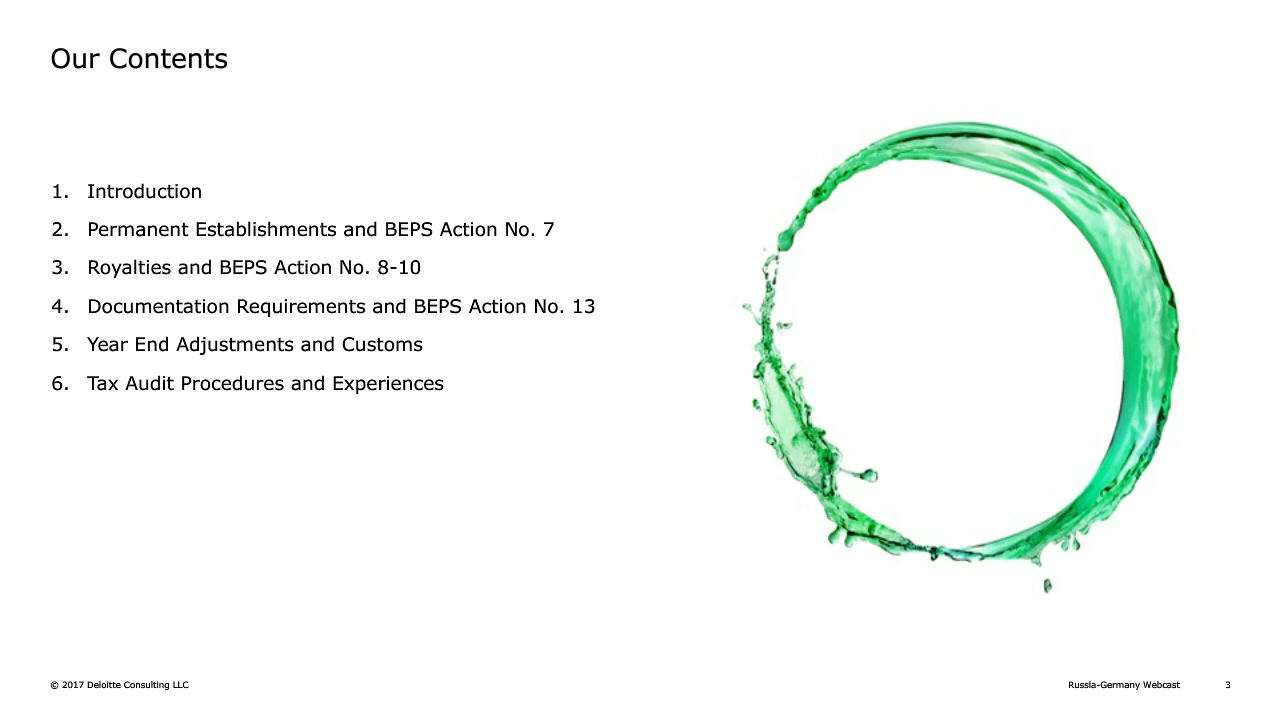 Our Contents
1. Introduction
2. Permanent Establishments and BEPS Action No. 7
3. Royalties and BEPS Action No. 8-10
4. Documentation Requirements and BEPS Action No. 13
5. Year End Adjustments and Customs
6. Tax Audit Procedures and Experiences
© 2017 Deloitte Consulting LLC
Russla-Germany Webcast
3